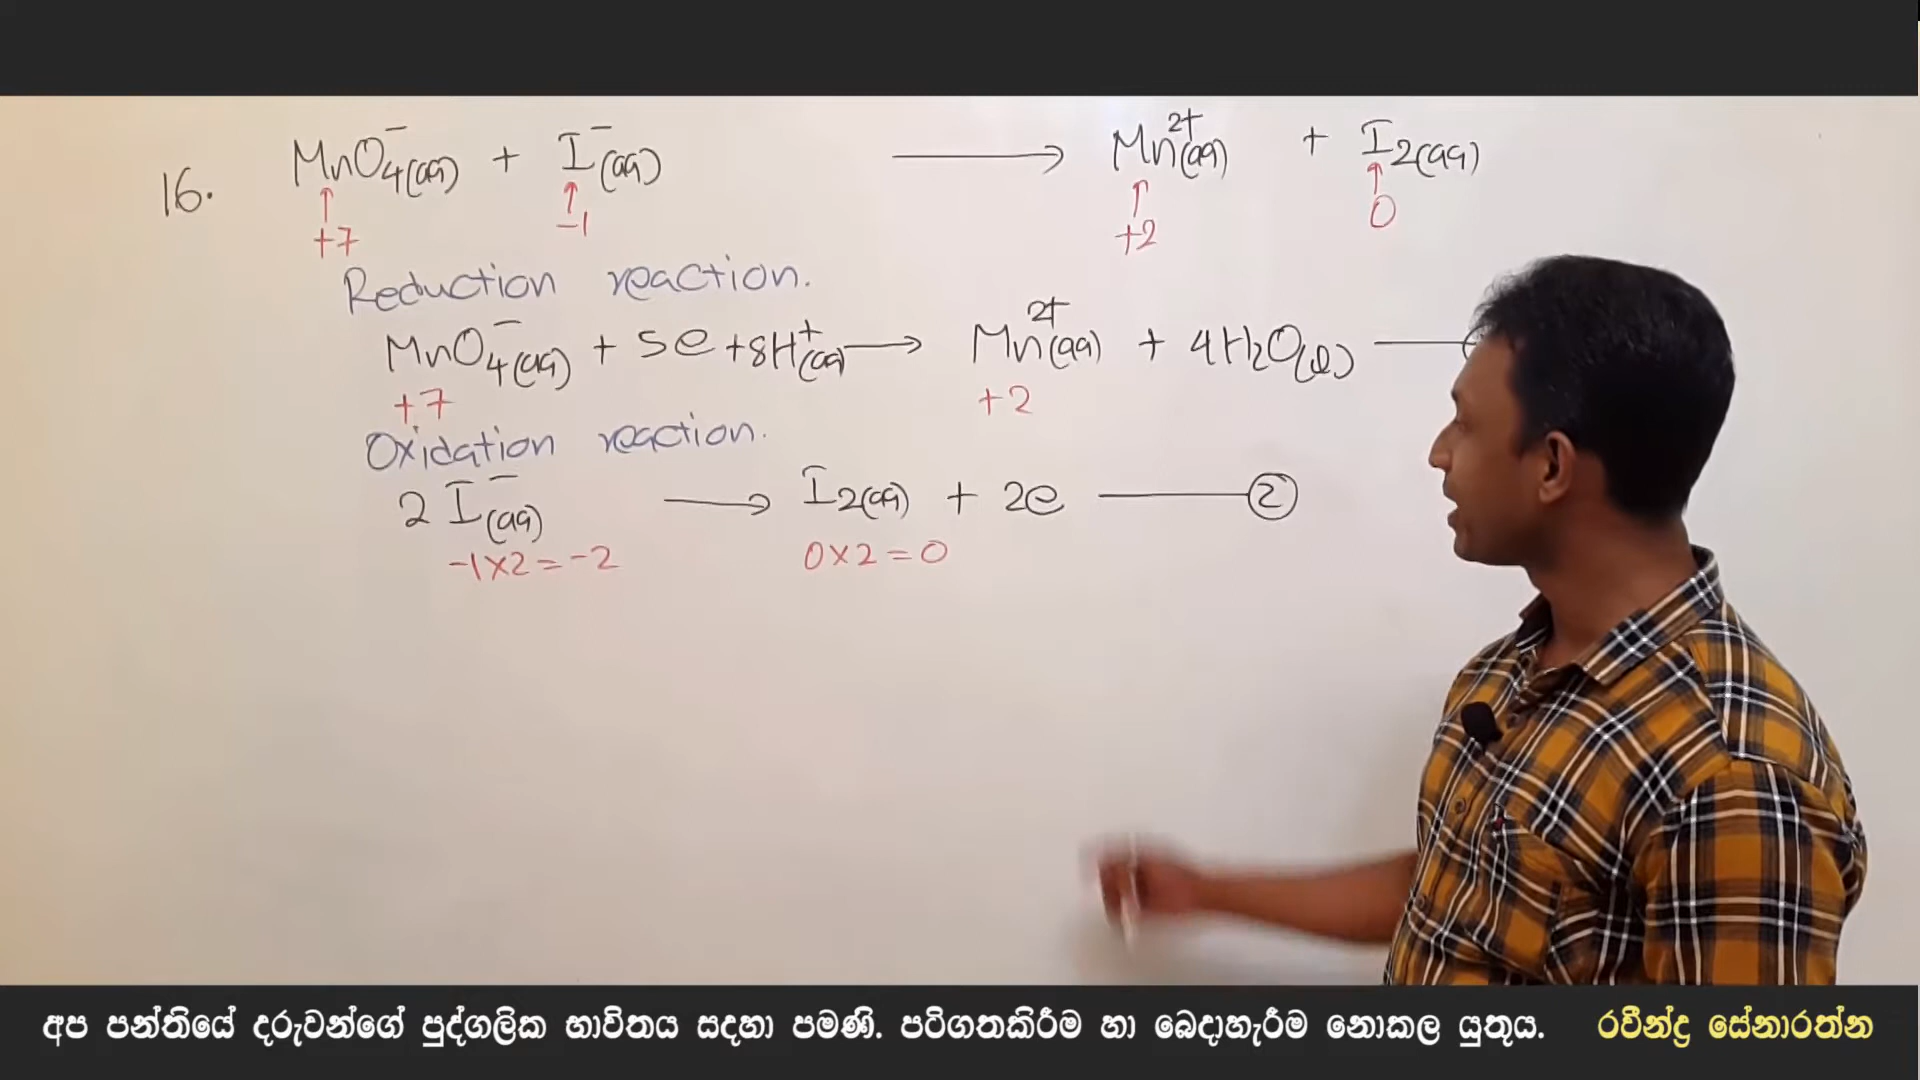 16. MnO₄⁻(aq) + I⁻(aq) ⟶ Mn²⁺(aq) + I₂(aq)
↑ ↑ ↑ ↑
+7 -1 +2 0
Reduction reaction.
MnO₄⁻(aq) + 5e + 8H⁺(aq) ⟶ Mn²⁺(aq) + 4H₂O(l) —
+7 +2
Oxidation reaction.
2 I⁻(aq) ⟶ I₂(aq) + 2e — ②
-1×2=-2 0×2=0
අප පන්තියේ දරුවන්ගේ පුද්ගලික භාවිතය සදහා පමණි. පටිගතකිරීම හා බෙදාහැරීම නොකල යුතුය. රවීන්ද්‍ර සේනාරත්න